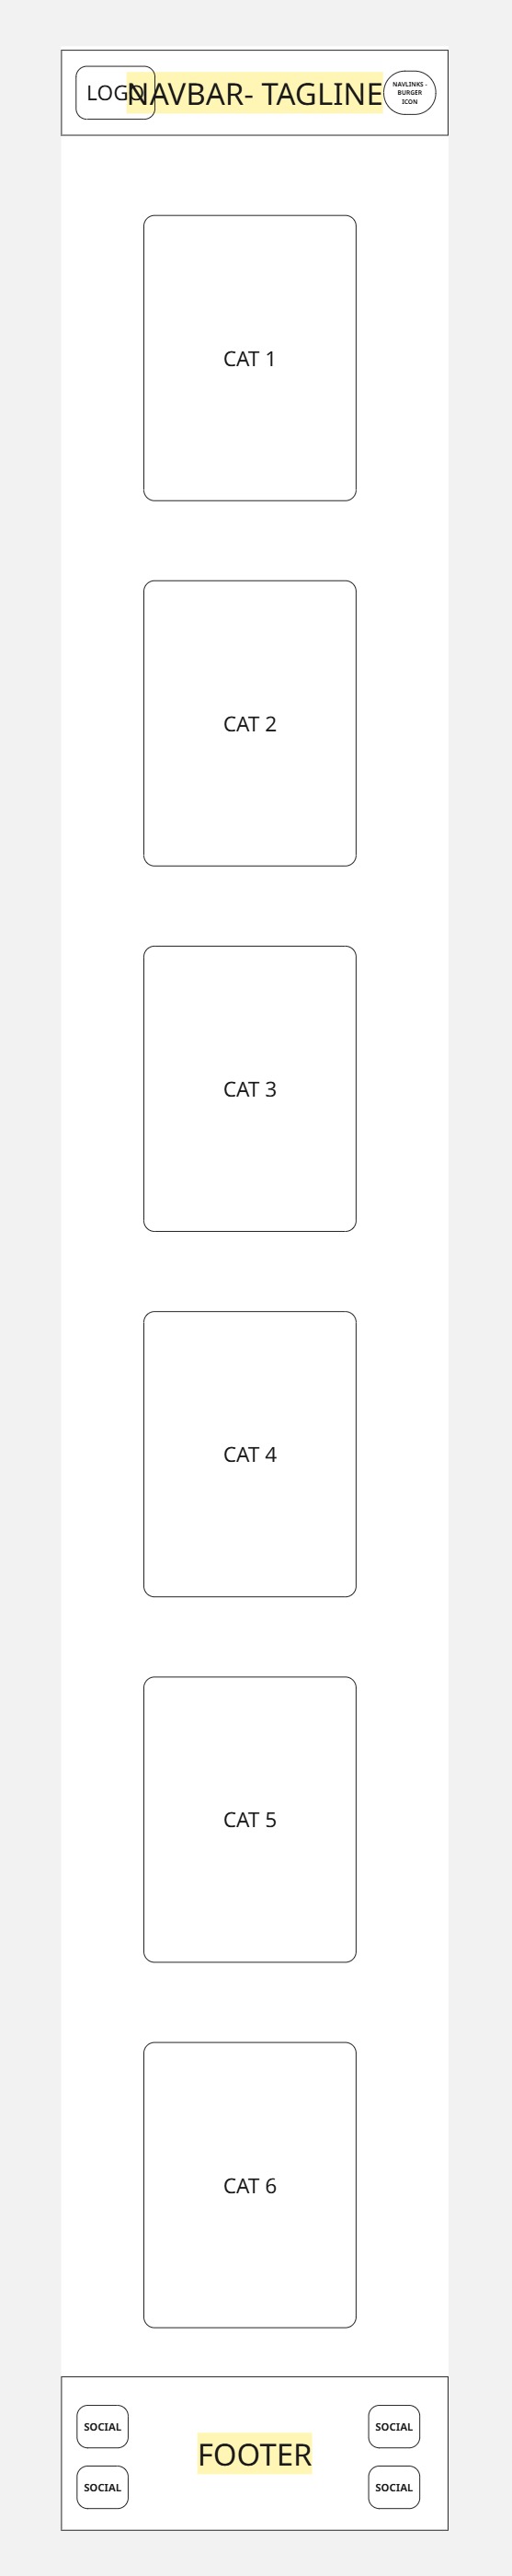 LOGO
NAVBAR- TAGLINE
NAVLINKS -
BURGER
ICON
CAT 1
CAT 2
CAT 3
CAT 4
CAT 5
CAT 6
SOCIAL
SOCIAL
FOOTER
SOCIAL
SOCIAL